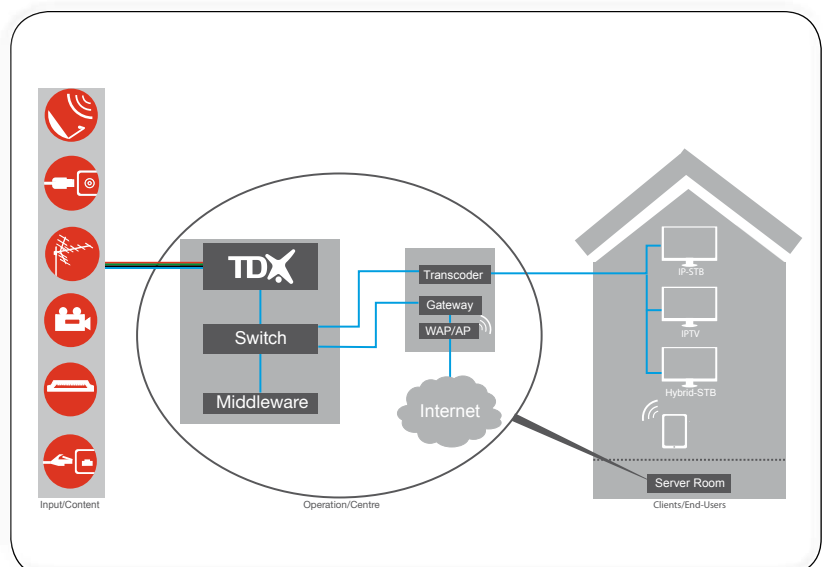 TDX
Switch
Middleware
Transcoder
Gateway
WAP/AP
Internet
IP-STB
IPTV
Hybrid-STB
Server Room
Input/Content
Operation/Centre
Clients/End-Users